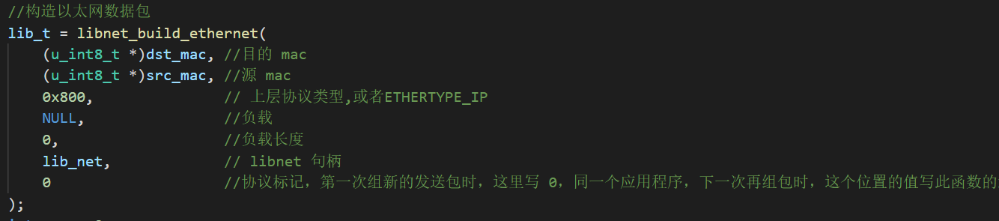 //构造以太网数据包
lib_t = libnet_build_ethernet(
(u_int8_t *)dst_mac, //目的 mac
(u_int8_t *)src_mac, //源 mac
0x800, // 上层协议类型,或者ETHERTYPE_IP
NULL, //负载
0, //负载长度
lib_net, // libnet 句柄
0 //协议标记，第一次组新的发送包时，这里写 0，同一个应用程序，下一次再组包时，这个位置的值写此函数的
);